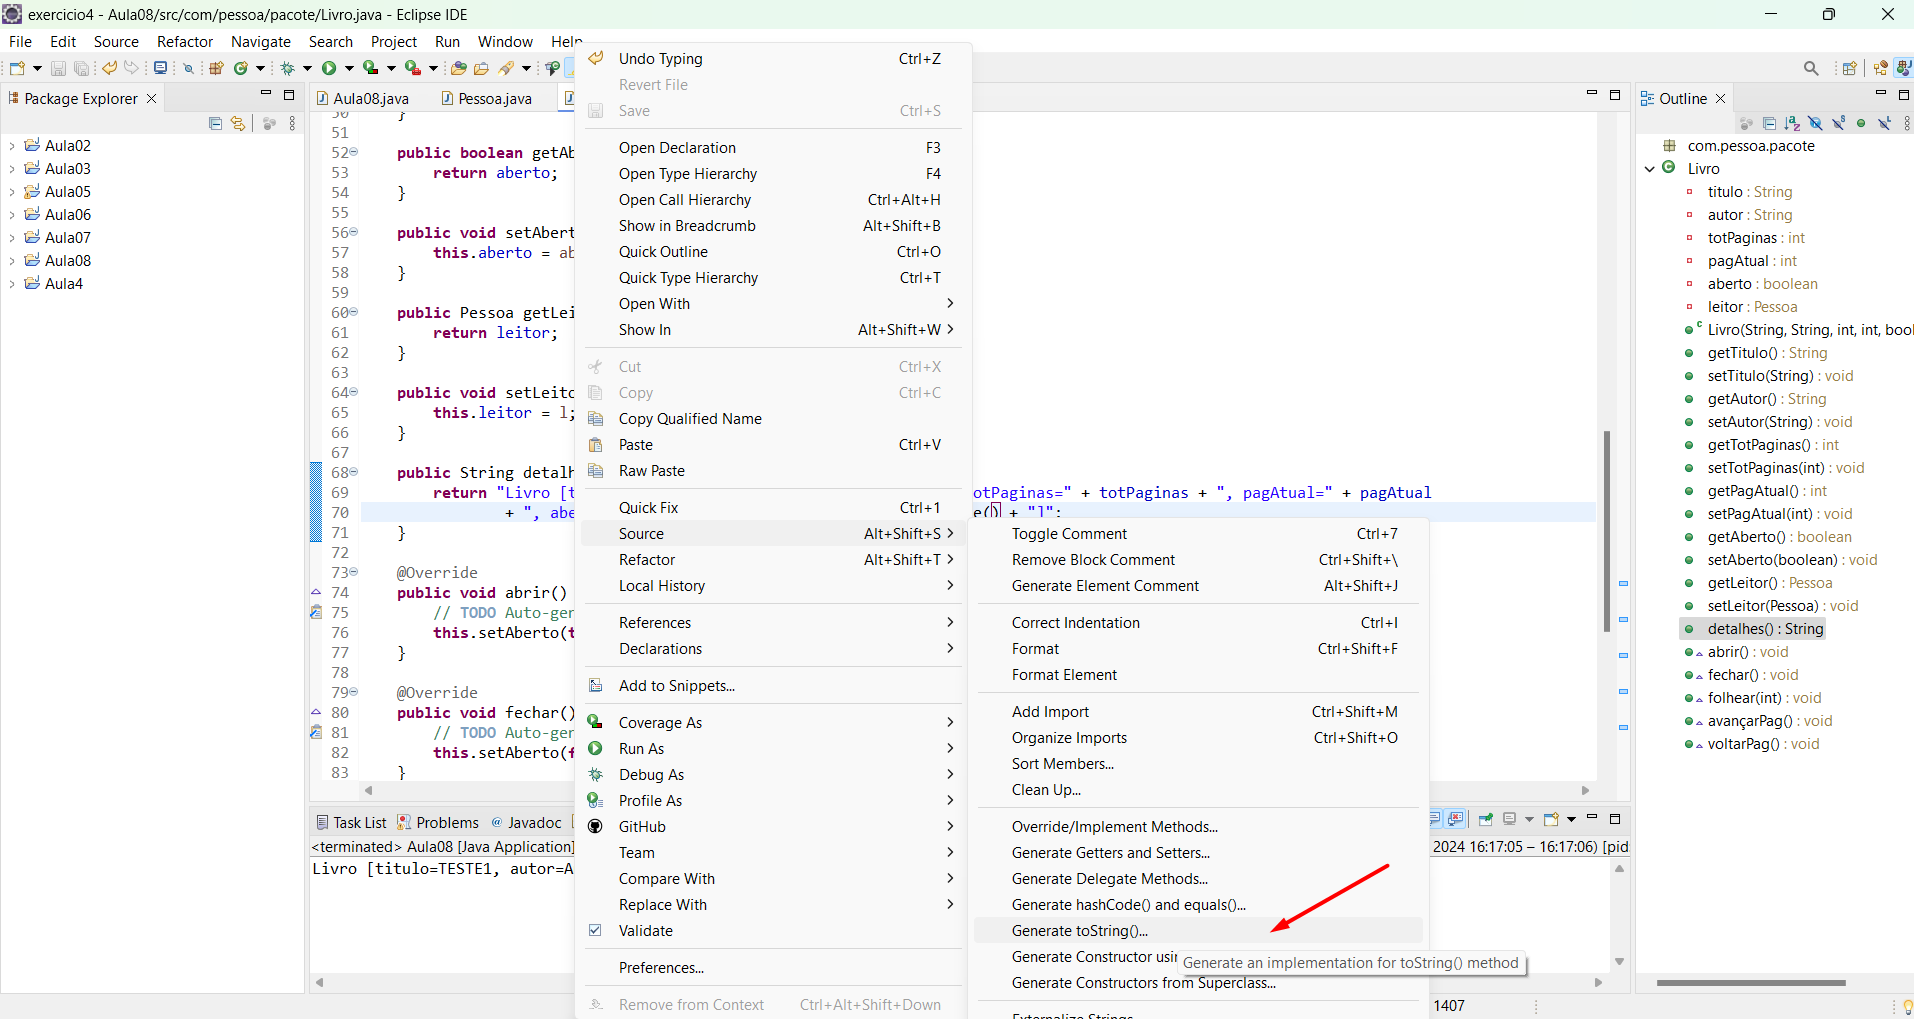 exercicio4 - Aula08/src/com/pessoa/pacote/Livro.java - Eclipse IDE
File Edit Source Refactor Navigate Search Project Run Window Help
Package Explorer
Aula02
Aula03
Aula05
Aula06
Aula07
Aula08
Aula4
Aula08.java Pessoa.java
50 }
51
52 public boolean getAb
53 return aberto;
54 }
55
56 public void setAbert
57 this.aberto = ab
58 }
59
60 public Pessoa getLei
61 return leitor;
62 }
63
64 public void setLeito
65 this.leitor = l;
66 }
67
68 public String detalh
69 return "Livro [t otPaginas=" + totPaginas + ", pagAtual=" + pagAtual
70 + ", abe e() + "]";
71 }
72
73 @Override
74 public void abrir()
75 // TODO Auto-gen
76 this.setAberto(t
77 }
78
79 @Override
80 public void fechar()
81 // TODO Auto-gen
82 this.setAberto(f
83 }
Undo Typing Ctrl+Z
Revert File
Save Ctrl+S
Open Declaration F3
Open Type Hierarchy F4
Open Call Hierarchy Ctrl+Alt+H
Show in Breadcrumb Alt+Shift+B
Quick Outline Ctrl+O
Quick Type Hierarchy Ctrl+T
Open With
Show In Alt+Shift+W
Cut Ctrl+X
Copy Ctrl+C
Copy Qualified Name
Paste Ctrl+V
Raw Paste
Quick Fix Ctrl+1
Source Alt+Shift+S
Refactor Alt+Shift+T
Local History
References
Declarations
Add to Snippets...
Coverage As
Run As
Debug As
Profile As
GitHub
Team
Compare With
Replace With
Validate
Preferences...
Remove from Context Ctrl+Alt+Shift+Down
Toggle Comment Ctrl+7
Remove Block Comment Ctrl+Shift+\
Generate Element Comment Alt+Shift+J
Correct Indentation Ctrl+I
Format Ctrl+Shift+F
Format Element
Add Import Ctrl+Shift+M
Organize Imports Ctrl+Shift+O
Sort Members...
Clean Up...
Override/Implement Methods...
Generate Getters and Setters...
Generate Delegate Methods...
Generate hashCode() and equals()...
Generate toString()...
Generate Constructor usin
Generate an implementation for toString() method
Generate Constructors from Superclass...
Externalize Strings
Outline
com.pessoa.pacote
Livro
titulo : String
autor : String
totPaginas : int
pagAtual : int
aberto : boolean
leitor : Pessoa
Livro(String, String, int, int, bool
getTitulo() : String
setTitulo(String) : void
getAutor() : String
setAutor(String) : void
getTotPaginas() : int
setTotPaginas(int) : void
getPagAtual() : int
setPagAtual(int) : void
getAberto() : boolean
setAberto(boolean) : void
getLeitor() : Pessoa
setLeitor(Pessoa) : void
detalhes() : String
abrir() : void
fechar() : void
folhear(int) : void
avançarPag() : void
voltarPag() : void
Task List Problems Javadoc
<terminated> Aula08 [Java Application] 2024 16:17:05 – 16:17:06) [pid:
Livro [titulo=TESTE1, autor=A
1407